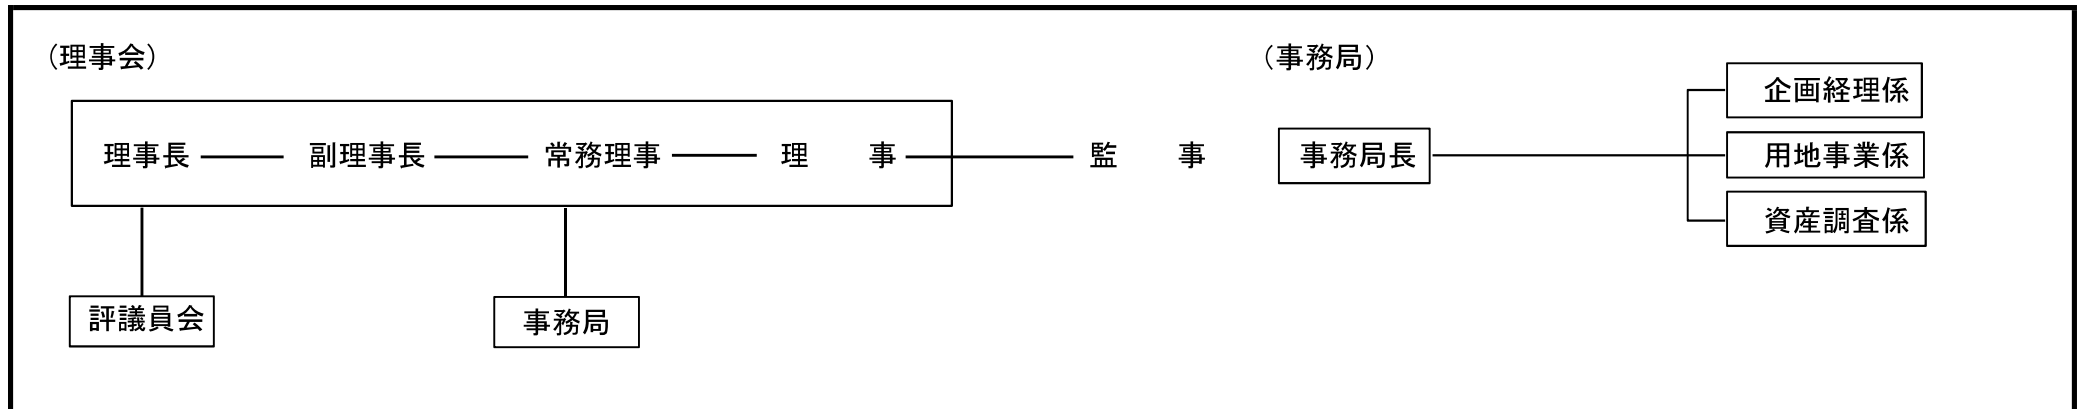 （理事会）
理事長 副理事長 常務理事 理　事 監　事
評議員会 事務局
（事務局）
事務局長
企画経理係
用地事業係
資産調査係